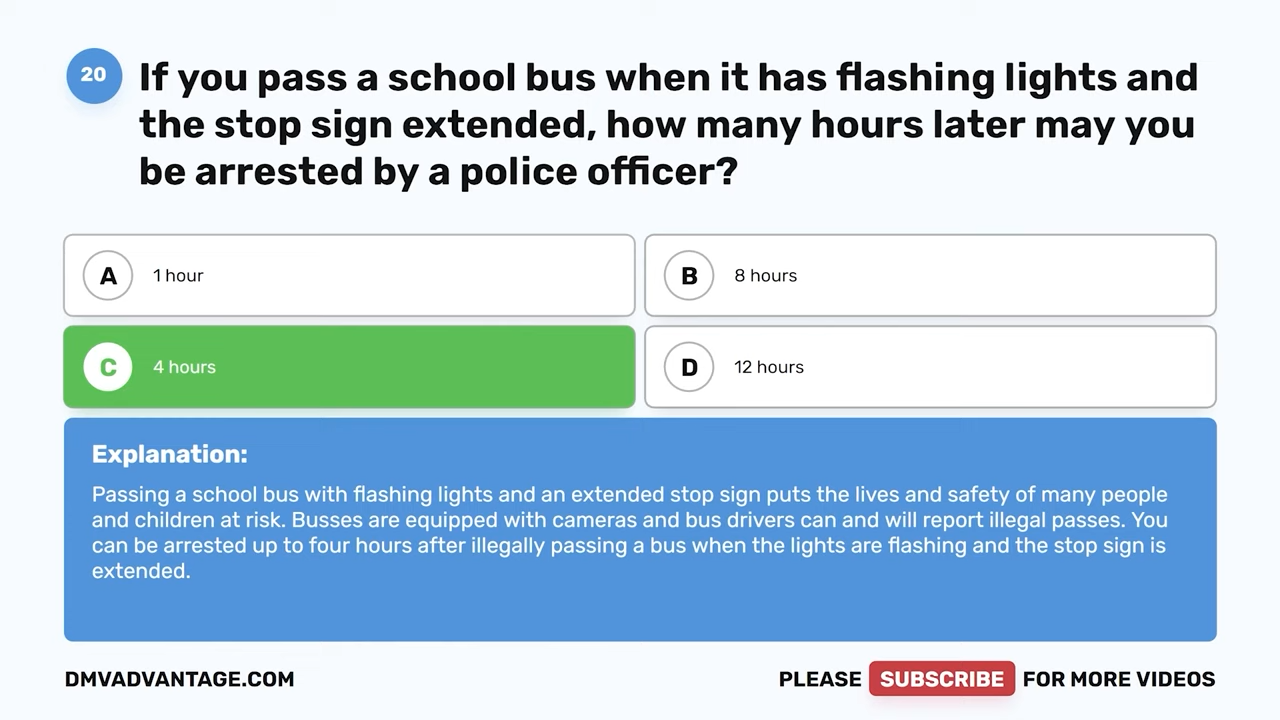 20
If you pass a school bus when it has flashing lights and
the stop sign extended, how many hours later may you
be arrested by a police officer?
A 1 hour
B 8 hours
C 4 hours
D 12 hours
Explanation:
Passing a school bus with flashing lights and an extended stop sign puts the lives and safety of many people
and children at risk. Busses are equipped with cameras and bus drivers can and will report illegal passes. You
can be arrested up to four hours after illegally passing a bus when the lights are flashing and the stop sign is
extended.
DMVADVANTAGE.COM
PLEASE SUBSCRIBE FOR MORE VIDEOS